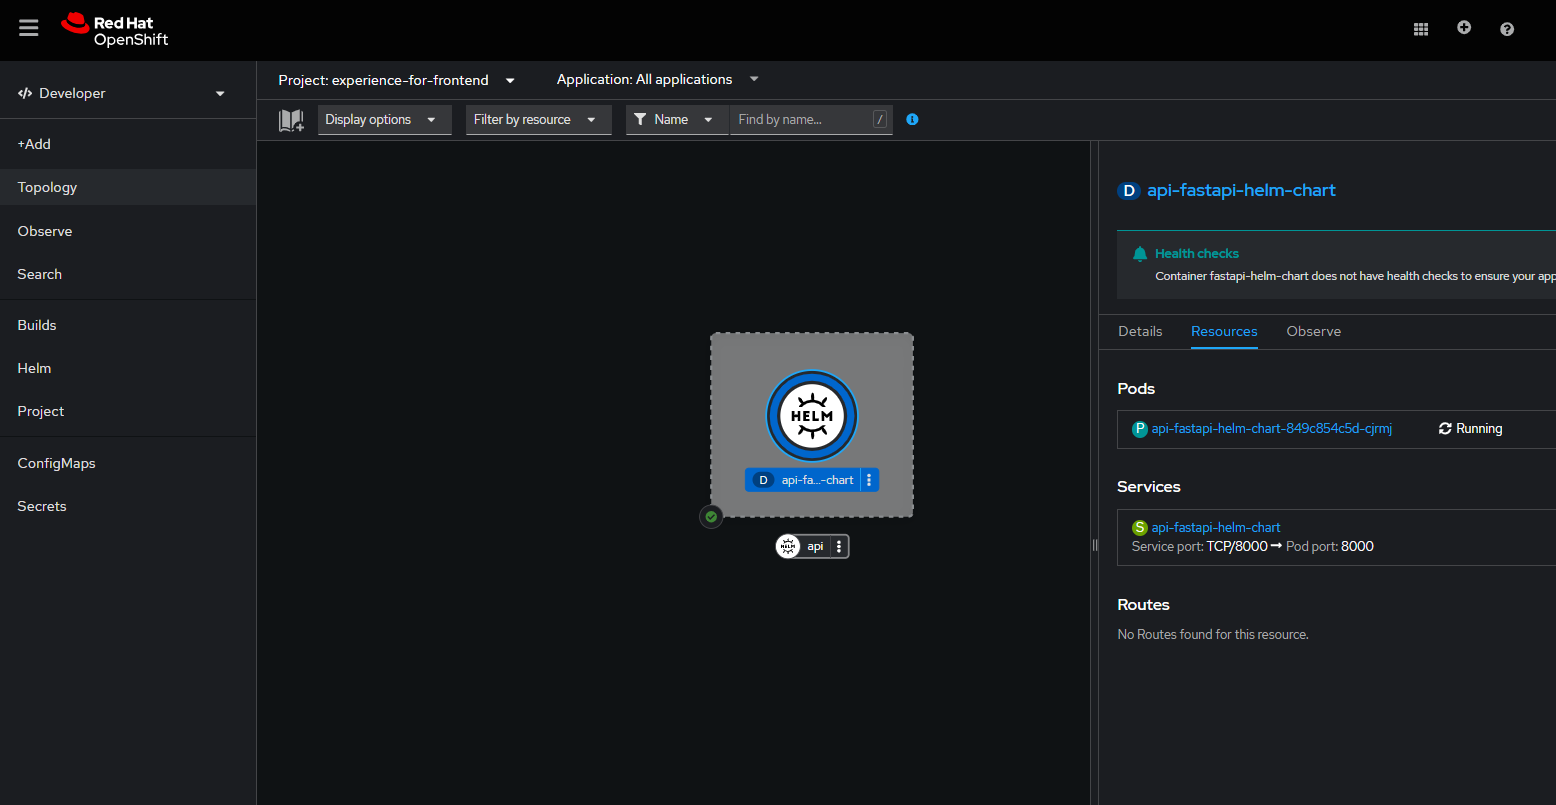 Red Hat
OpenShift
Developer
+Add
Topology
Observe
Search
Builds
Helm
Project
ConfigMaps
Secrets
Project: experience-for-frontend
Application: All applications
Display options
Filter by resource
Name
Find by name...
/
HELM
D api-fa...-chart
HELM api
D api-fastapi-helm-chart
Health checks
Container fastapi-helm-chart does not have health checks to ensure your app
Details Resources Observe
Pods
P api-fastapi-helm-chart-849c854c5d-cjrmj Running
Services
S api-fastapi-helm-chart
Service port: TCP/8000 → Pod port: 8000
Routes
No Routes found for this resource.